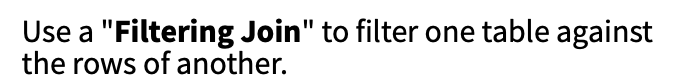 Use a "Filtering Join" to filter one table against
the rows of another.